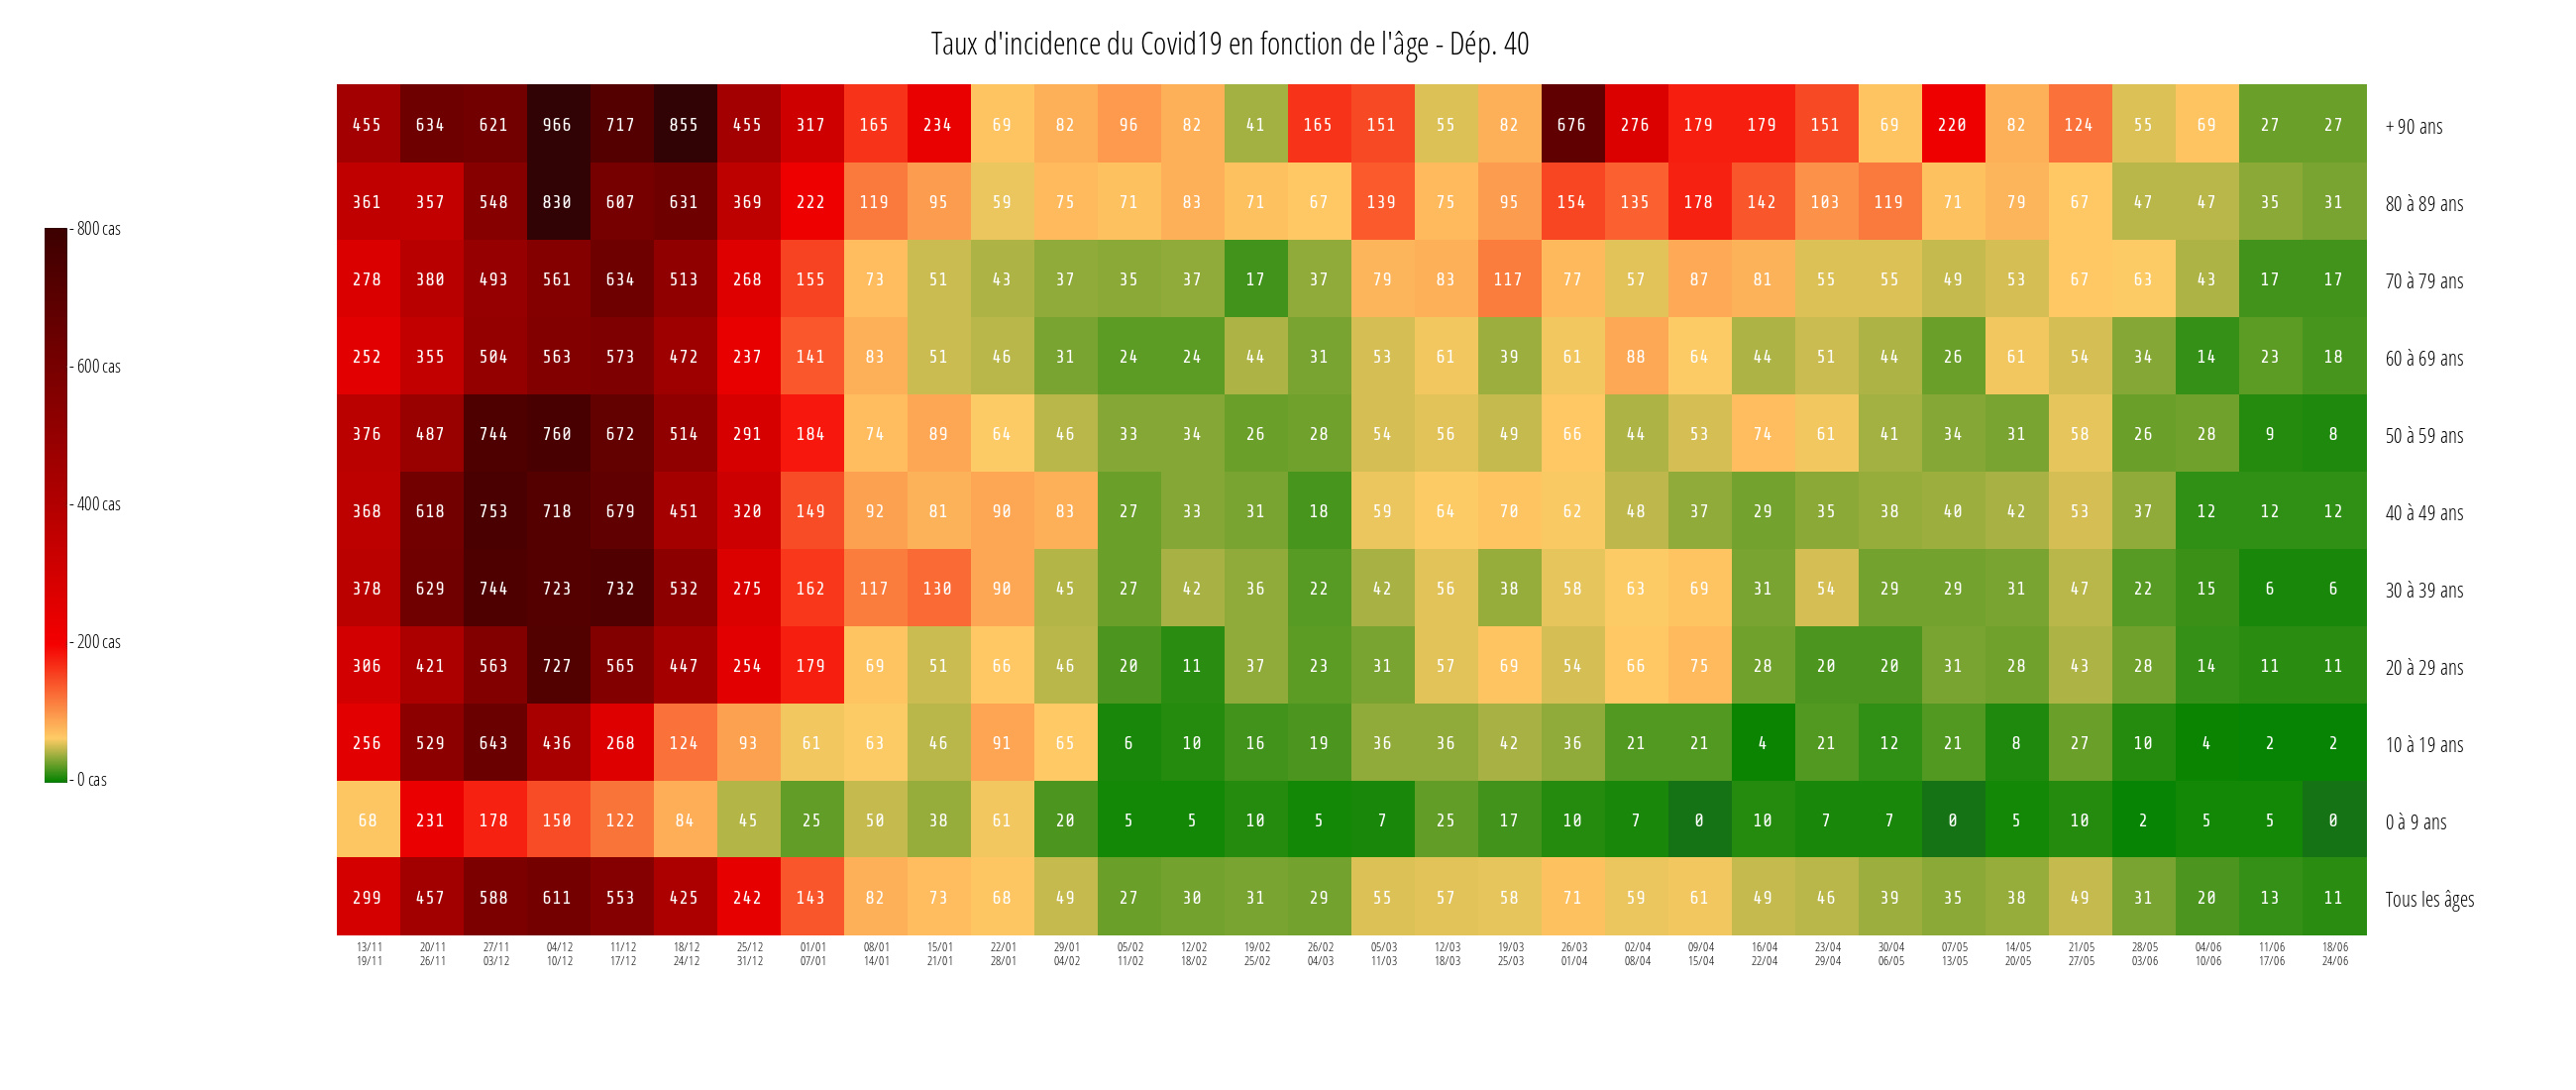 Taux d'incidence du Covid19 en fonction de l'âge - Dép. 40
- 800 cas
- 600 cas
- 400 cas
- 200 cas
- 0 cas
455 634 621 966 717 855 455 317 165 234 69 82 96 82 41 165 151 55 82 676 276 179 179 151 69 220 82 124 55 69 27 27 + 90 ans
361 357 548 830 607 631 369 222 119 95 59 75 71 83 71 67 139 75 95 154 135 178 142 103 119 71 79 67 47 47 35 31 80 à 89 ans
278 380 493 561 634 513 268 155 73 51 43 37 35 37 17 37 79 83 117 77 57 87 81 55 55 49 53 67 63 43 17 17 70 à 79 ans
252 355 504 563 573 472 237 141 83 51 46 31 24 24 44 31 53 61 39 61 88 64 44 51 44 26 61 54 34 14 23 18 60 à 69 ans
376 487 744 760 672 514 291 184 74 89 64 46 33 34 26 28 54 56 49 66 44 53 74 61 41 34 31 58 26 28 9 8 50 à 59 ans
368 618 753 718 679 451 320 149 92 81 90 83 27 33 31 18 59 64 70 62 48 37 29 35 38 40 42 53 37 12 12 12 40 à 49 ans
378 629 744 723 732 532 275 162 117 130 90 45 27 42 36 22 42 56 38 58 63 69 31 54 29 29 31 47 22 15 6 6 30 à 39 ans
306 421 563 727 565 447 254 179 69 51 66 46 20 11 37 23 31 57 69 54 66 75 28 20 20 31 28 43 28 14 11 11 20 à 29 ans
256 529 643 436 268 124 93 61 63 46 91 65 6 10 16 19 36 36 42 36 21 21 4 21 12 21 8 27 10 4 2 2 10 à 19 ans
68 231 178 150 122 84 45 25 50 38 61 20 5 5 10 5 7 25 17 10 7 0 10 7 7 0 5 10 2 5 5 0 0 à 9 ans
299 457 588 611 553 425 242 143 82 73 68 49 27 30 31 29 55 57 58 71 59 61 49 46 39 35 38 49 31 20 13 11 Tous les âges
13/11 20/11 27/11 04/12 11/12 18/12 25/12 01/01 08/01 15/01 22/01 29/01 05/02 12/02 19/02 26/02 05/03 12/03 19/03 26/03 02/04 09/04 16/04 23/04 30/04 07/05 14/05 21/05 28/05 04/06 11/06 18/06
19/11 26/11 03/12 10/12 17/12 24/12 31/12 07/01 14/01 21/01 28/01 04/02 11/02 18/02 25/02 04/03 11/03 18/03 25/03 01/04 08/04 15/04 22/04 29/04 06/05 13/05 20/05 27/05 03/06 10/06 17/06 24/06